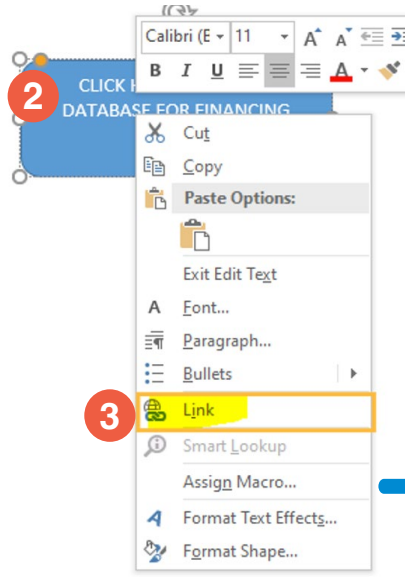 Calibri (E 11 A A
B I U A
2
CLICK H
DATABASE FOR FINANCING
Cut
Copy
Paste Options:
Exit Edit Text
A Font...
Paragraph...
Bullets
3 Link
Smart Lookup
Assign Macro...
A Format Text Effects...
Format Shape...